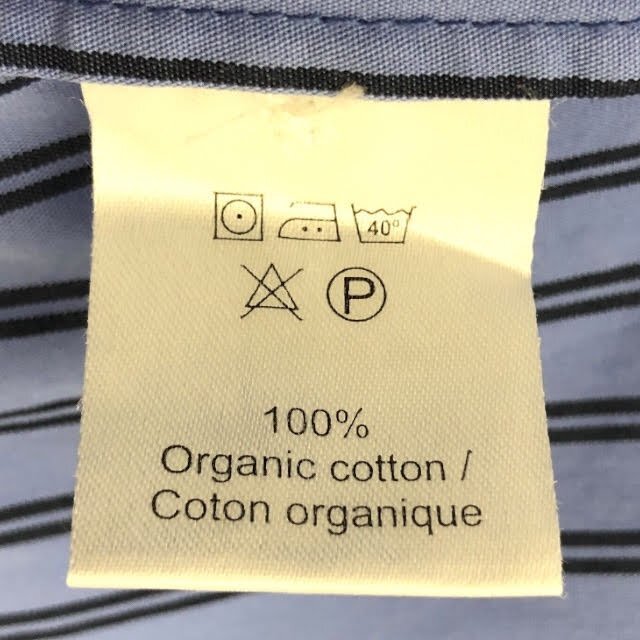 40°
P
100%
Organic cotton /
Coton organique